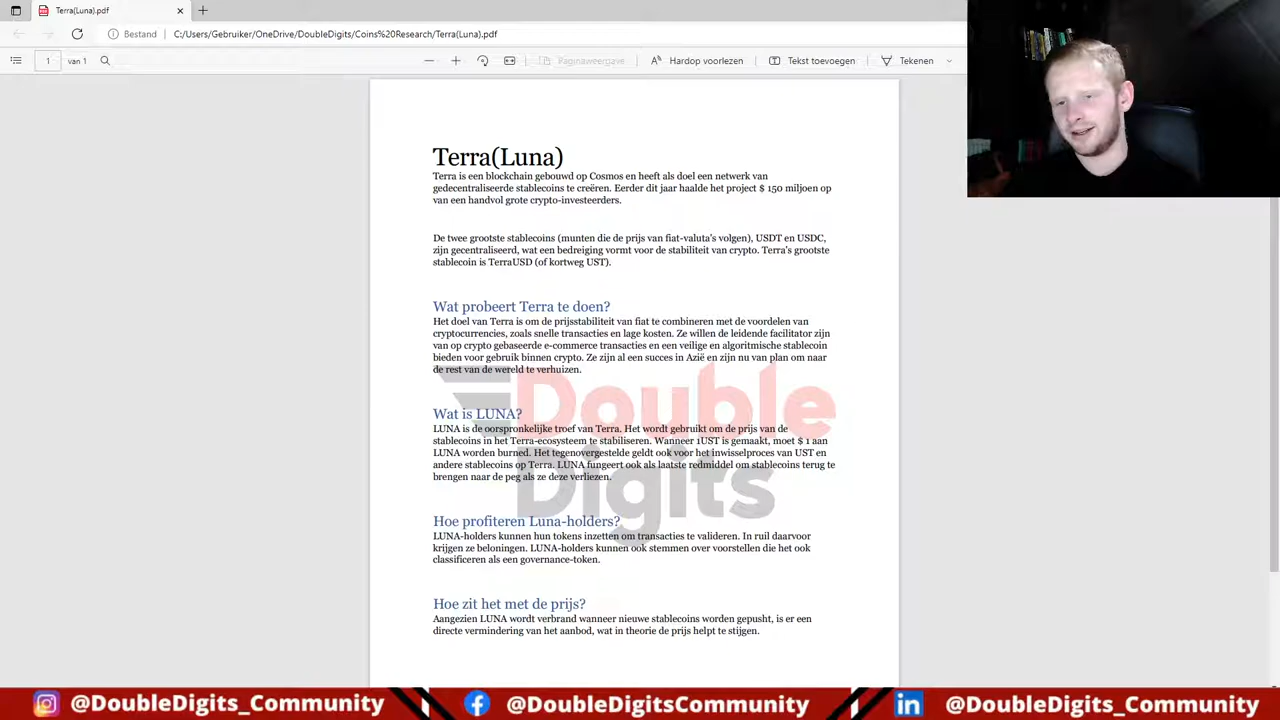 Terra(Luna).pdf
Bestand
C:/Users/Gebruiker/OneDrive/DoubleDigits/Coins%20Research/Terra(Luna).pdf
1 van 1
Paginaweergave
Hardop voorlezen
Tekst toevoegen
Tekenen
Terra(Luna)
Terra is een blockchain gebouwd op Cosmos en heeft als doel een netwerk van
gedecentraliseerde stablecoins te creëren. Eerder dit jaar haalde het project $ 150 miljoen op
van een handvol grote crypto-investeerders.
De twee grootste stablecoins (munten die de prijs van fiat-valuta's volgen), USDT en USDC,
zijn gecentraliseerd, wat een bedreiging vormt voor de stabiliteit van crypto. Terra's grootste
stablecoin is TerraUSD (of kortweg UST).
Wat probeert Terra te doen?
Het doel van Terra is om de prijsstabiliteit van fiat te combineren met de voordelen van
cryptocurrencies, zoals snelle transacties en lage kosten. Ze willen de leidende facilitator zijn
van op crypto gebaseerde e-commerce transacties en een veilige en algoritmische stablecoin
bieden voor gebruik binnen crypto. Ze zijn al een succes in Azië en zijn nu van plan om naar
de rest van de wereld te verhuizen.
Double
Digits
Wat is LUNA?
LUNA is de oorspronkelijke troef van Terra. Het wordt gebruikt om de prijs van de
stablecoins in het Terra-ecosysteem te stabiliseren. Wanneer 1UST is gemaakt, moet $ 1 aan
LUNA worden burned. Het tegenovergestelde geldt ook voor het inwisselproces van UST en
andere stablecoins op Terra. LUNA fungeert ook als laatste redmiddel om stablecoins terug te
brengen naar de peg als ze deze verliezen.
Hoe profiteren Luna-holders?
LUNA-holders kunnen hun tokens inzetten om transacties te valideren. In ruil daarvoor
krijgen ze beloningen. LUNA-holders kunnen ook stemmen over voorstellen die het ook
classificeren als een governance-token.
Hoe zit het met de prijs?
Aangezien LUNA wordt verbrand wanneer nieuwe stablecoins worden gepusht, is er een
directe vermindering van het aanbod, wat in theorie de prijs helpt te stijgen.
@DoubleDigits_Community
@DoubleDigitsCommunity
@DoubleDigits_Community